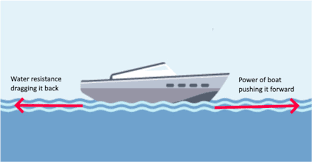 Water resistance
dragging it back
Power of boat
pushing it forward